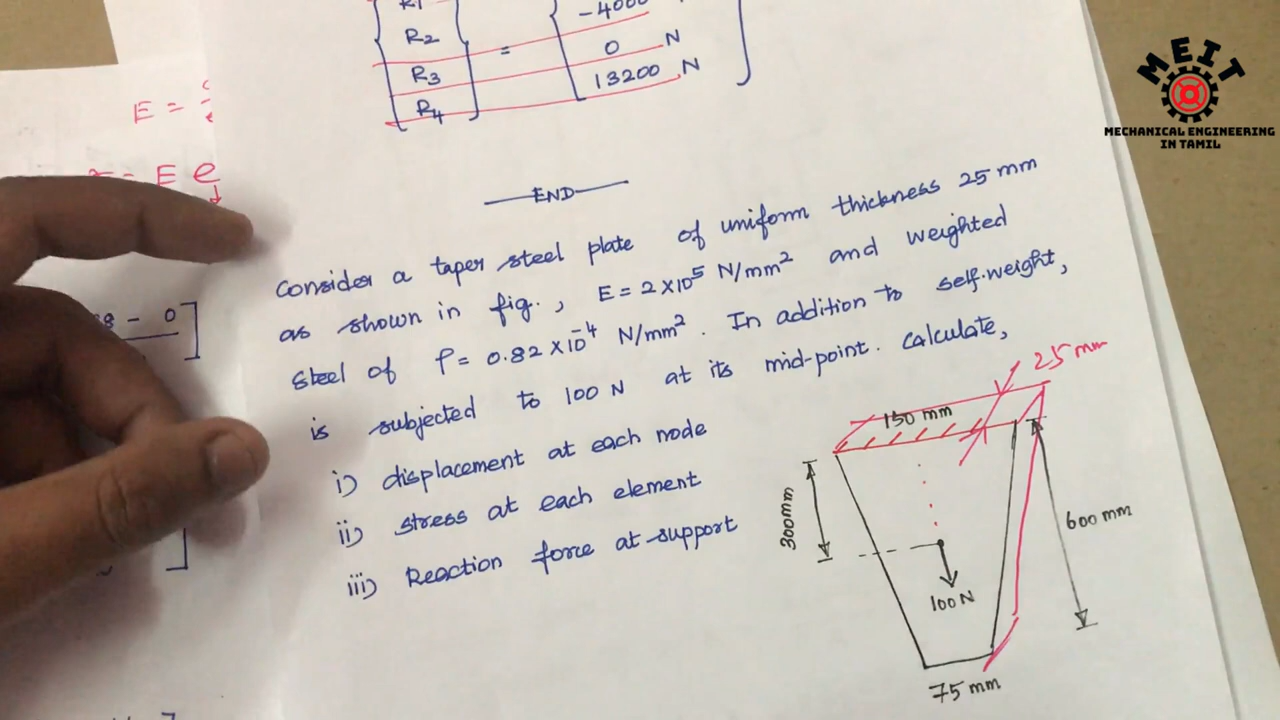 R2
R3
R4
=
-4000
0 N
13200 N
E =
E e
8 - 0
END
Consider a taper steel plate of uniform thickness 25 mm
as shown in fig., E = 2×10⁵ N/mm² and weighted
steel of ρ = 0.82×10⁻⁴ N/mm². In addition to self-weight,
is subjected to 100 N at its mid-point. Calculate,
i) displacement at each node
ii) stress at each element
iii) Reaction force at support
25 mm
150 mm
300mm
600 mm
100 N
75 mm
MEIT
MECHANICAL ENGINEERING
IN TAMIL